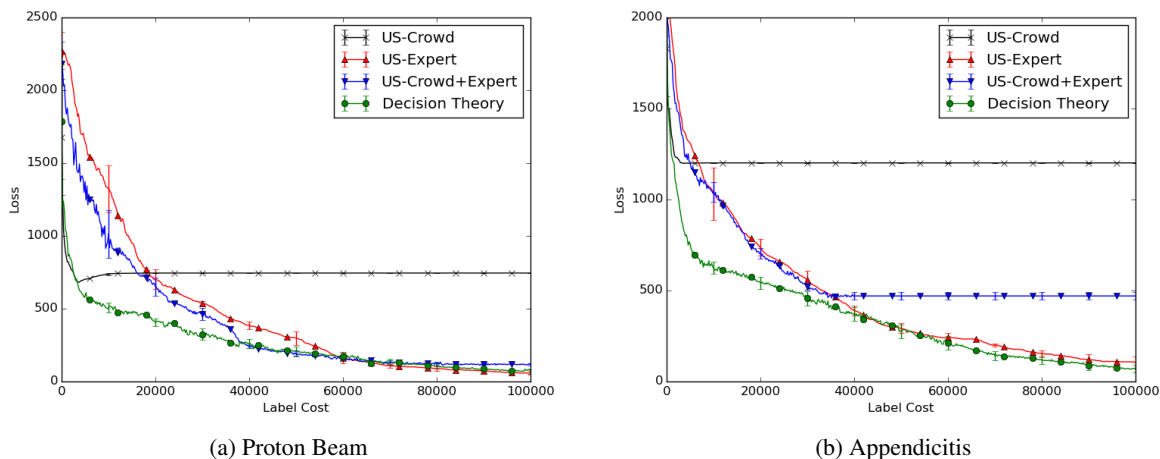 2500
2000
1500
1000
500
0
Loss
0 20000 40000 60000 80000 100000
Label Cost
US-Crowd
US-Expert
US-Crowd+Expert
Decision Theory
(a) Proton Beam
2000
1500
1000
500
0
Loss
0 20000 40000 60000 80000 100000
Label Cost
US-Crowd
US-Expert
US-Crowd+Expert
Decision Theory
(b) Appendicitis